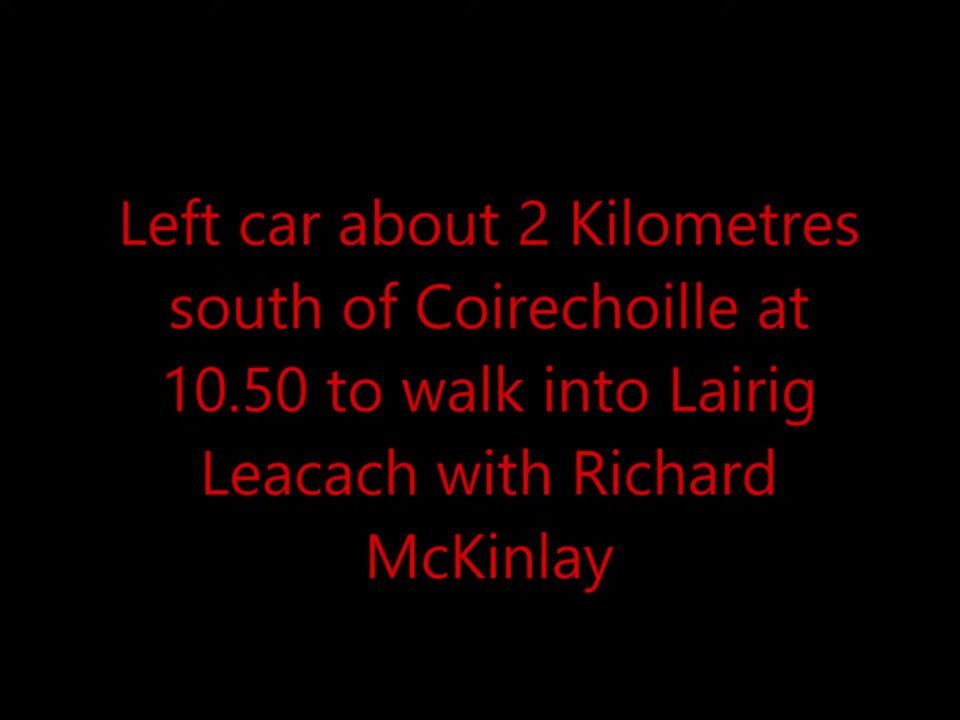 Left car about 2 Kilometres
south of Coirechoille at
10.50 to walk into Lairig
Leacach with Richard
McKinlay